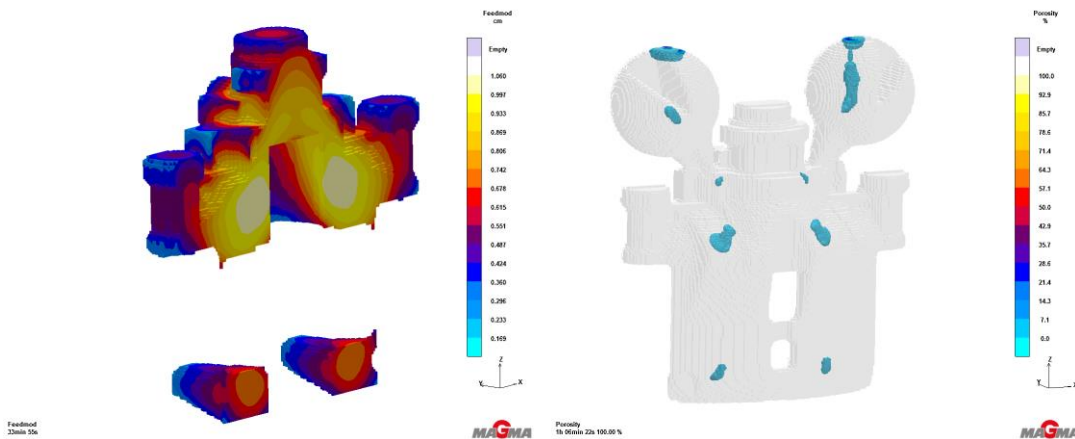 Feedmod
cm
Empty
1.060
0.997
0.933
0.869
0.806
0.742
0.678
0.615
0.551
0.487
0.424
0.360
0.296
0.233
0.169
Z
Y
X
Feedmod
33min 55s
MAGMA
Porosity
%
Empty
100.0
92.9
85.7
78.6
71.4
64.3
57.1
50.0
42.9
35.7
28.6
21.4
14.3
7.1
0.0
Z
Y
X
Porosity
1h 06min 22s 100.00 %
MAGMA